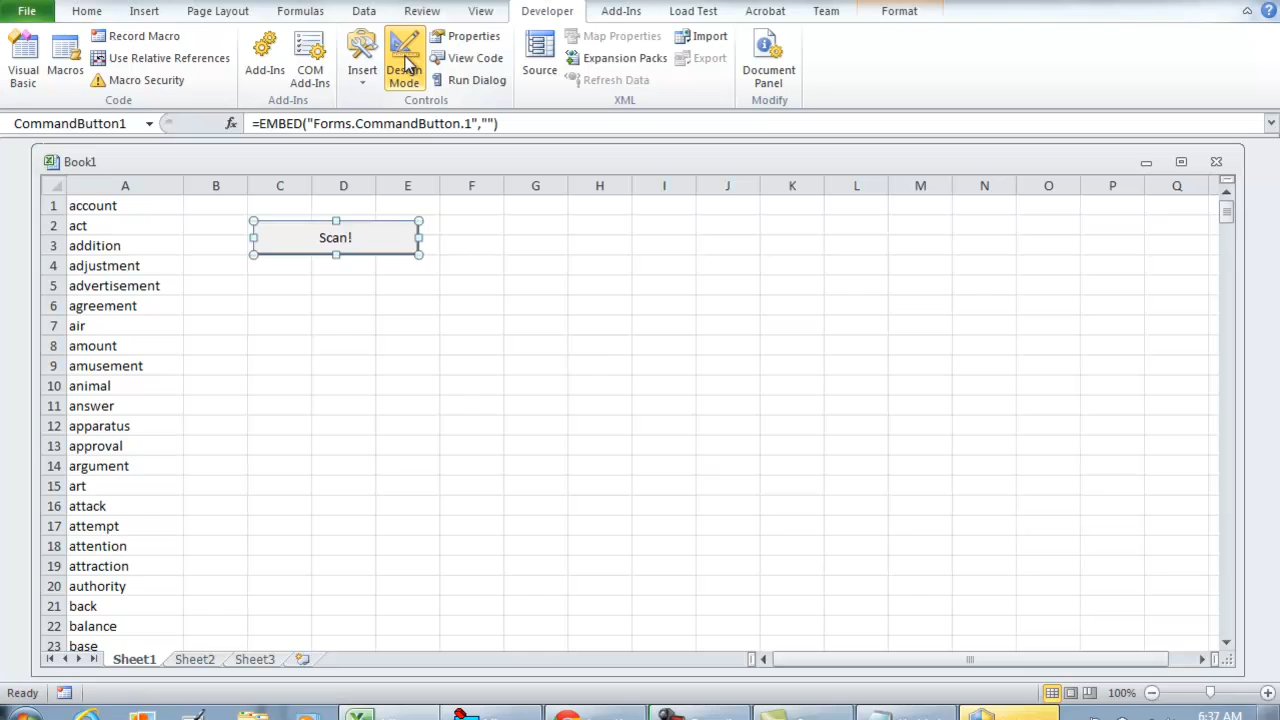 File Home Insert Page Layout Formulas Data Review View Developer Add-Ins Load Test Acrobat Team Format
Visual Basic Macros Record Macro Use Relative References Macro Security Add-Ins COM Add-Ins Insert Design Mode Properties View Code Run Dialog Source Map Properties Expansion Packs Refresh Data Import Export Document Panel
Code Add-Ins Controls XML Modify
CommandButton1 fx =EMBED("Forms.CommandButton.1","")
Book1
A B C D E F G H I J K L M N O P Q
1 account
2 act
Scan!
3 addition
4 adjustment
5 advertisement
6 agreement
7 air
8 amount
9 amusement
10 animal
11 answer
12 apparatus
13 approval
14 argument
15 art
16 attack
17 attempt
18 attention
19 attraction
20 authority
21 back
22 balance
23 base
Sheet1 Sheet2 Sheet3
Ready 100%
6:37 AM